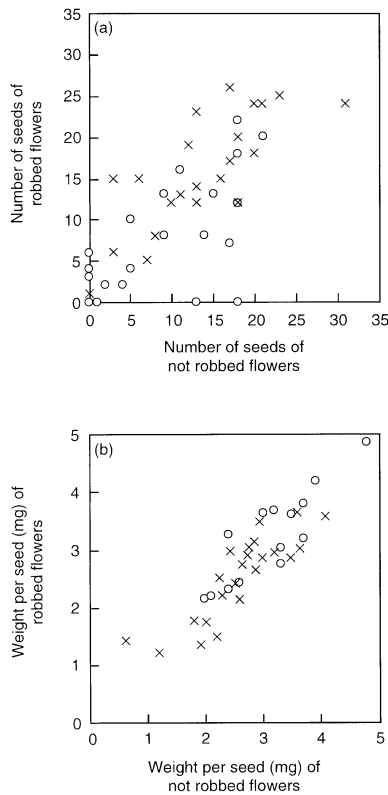 (a)
35
30
25
20
15
10
5
0
Number of seeds of
robbed flowers
0 5 10 15 20 25 30 35
Number of seeds of
not robbed flowers
(b)
5
4
3
2
1
0
Weight per seed (mg) of
robbed flowers
0 1 2 3 4 5
Weight per seed (mg) of
not robbed flowers